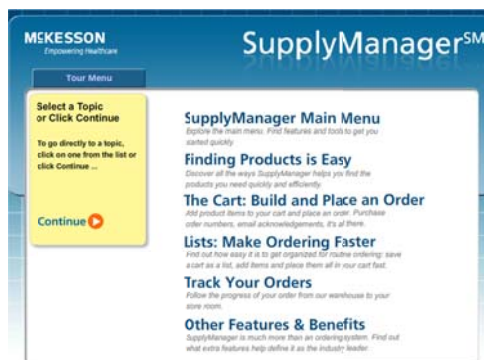 McKESSON
Empowering Healthcare
SupplyManager℠
Tour Menu
Select a Topic
or Click Continue
To go directly to a topic,
click on one from the list or
click Continue ...
Continue
SupplyManager Main Menu
Explore the main menu. Find features and tools to get you
started quickly.
Finding Products is Easy
Discover all the ways SupplyManager helps you find the
products you need quickly and efficiently.
The Cart: Build and Place an Order
Add product items to your cart and place an order. Purchase
order numbers, email acknowledgements, it's all there.
Lists: Make Ordering Faster
Find out how easy it is to get organized for routine ordering: save
a cart as a list, add items and place them all in your cart fast.
Track Your Orders
Follow the progress of your order from our warehouse to your
store room.
Other Features & Benefits
SupplyManager is much more than an ordering system. Find out
what extra features help define it as the industry leader.